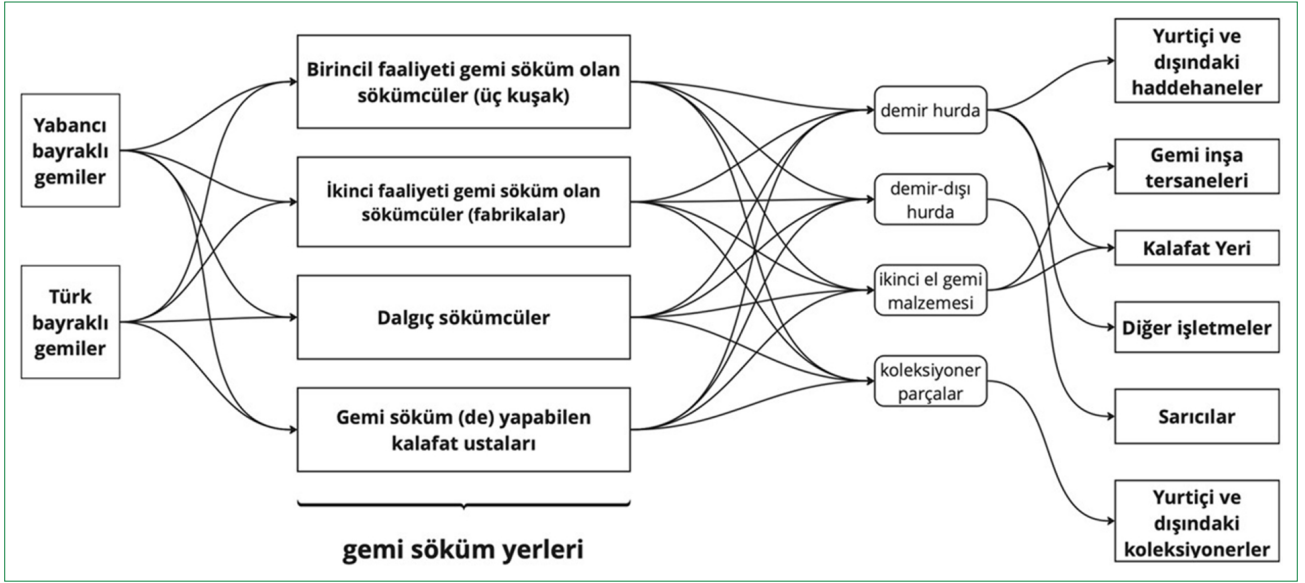 Yabancı
bayraklı
gemiler
Türk
bayraklı
gemiler
Birincil faaliyeti gemi söküm olan
sökümcüler (üç kuşak)
İkinci faaliyeti gemi söküm olan
sökümcüler (fabrikalar)
Dalgıç sökümcüler
Gemi söküm (de) yapabilen
kalafat ustaları
gemi söküm yerleri
demir hurda
demir-dışı
hurda
ikinci el gemi
malzemesi
koleksiyoner
parçalar
Yurtiçi ve
dışındaki
haddehaneler
Gemi inşa
tersaneleri
Kalafat Yeri
Diğer işletmeler
Sarıcılar
Yurtiçi ve
dışındaki
koleksiyonerler